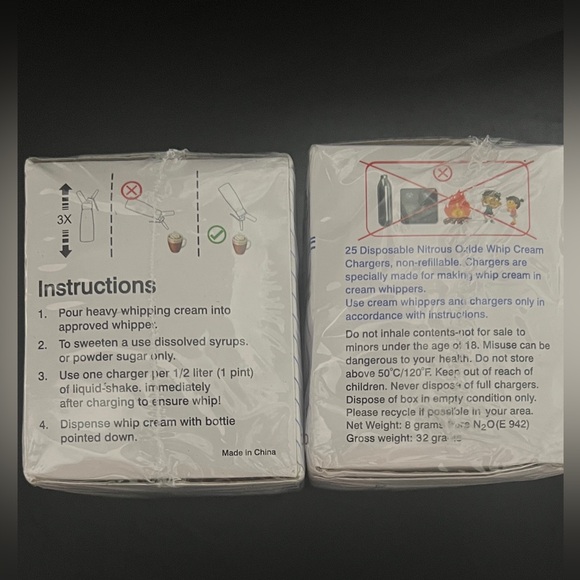 3X
Instructions
1. Pour heavy whipping cream into
approved whipper.
2. To sweeten a use dissolved syrups.
or powder sugar only.
3. Use one charger per 1/2 liter (1 pint)
of liquid-shake. immediately
after charging to ensure whip!
4. Dispense whip cream with bottie
pointed down.
Made in China
25 Disposable Nitrous Oxide Whip Cream
Chargers, non-refillable. Chargers are
specially made for making whip cream in
cream whippers.
Use cream whippers and chargers only in
accordance with instructions.
Do not inhale contents-not for sale to
minors under the age of 18. Misuse can be
dangerous to your health. Do not store
above 50°C/120°F. Keep out of reach of
children. Never dispose of full chargers.
Dispose of box in empty condition only.
Please recycle if possible in your area.
Net Weight: 8 grams N₂O(E 942)
Gross weight: 32 grames